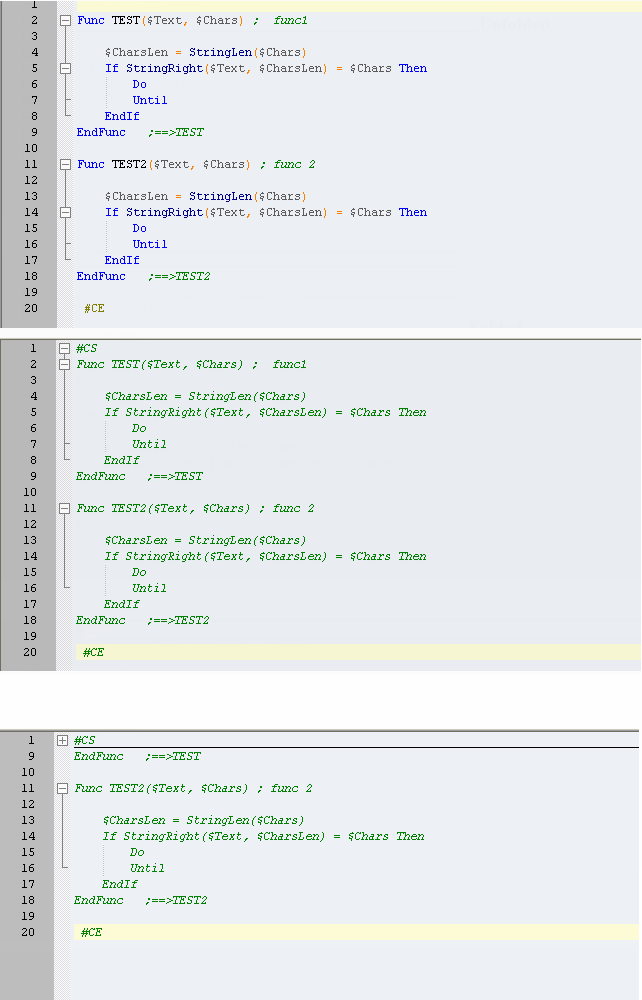 1
2 Func TEST($Text, $Chars) ;  func1
3
4     $CharsLen = StringLen($Chars)
5     If StringRight($Text, $CharsLen) = $Chars Then
6         Do
7         Until
8     EndIf
9 EndFunc   ;==>TEST
10
11 Func TEST2($Text, $Chars) ; func 2
12
13     $CharsLen = StringLen($Chars)
14     If StringRight($Text, $CharsLen) = $Chars Then
15         Do
16         Until
17     EndIf
18 EndFunc   ;==>TEST2
19
20  #CE
1 #CS
2 Func TEST($Text, $Chars) ;  func1
3
4     $CharsLen = StringLen($Chars)
5     If StringRight($Text, $CharsLen) = $Chars Then
6         Do
7         Until
8     EndIf
9 EndFunc   ;==>TEST
10
11 Func TEST2($Text, $Chars) ; func 2
12
13     $CharsLen = StringLen($Chars)
14     If StringRight($Text, $CharsLen) = $Chars Then
15         Do
16         Until
17     EndIf
18 EndFunc   ;==>TEST2
19
20  #CE
1 #CS
9 EndFunc   ;==>TEST
10
11 Func TEST2($Text, $Chars) ; func 2
12
13     $CharsLen = StringLen($Chars)
14     If StringRight($Text, $CharsLen) = $Chars Then
15         Do
16         Until
17     EndIf
18 EndFunc   ;==>TEST2
19
20  #CE